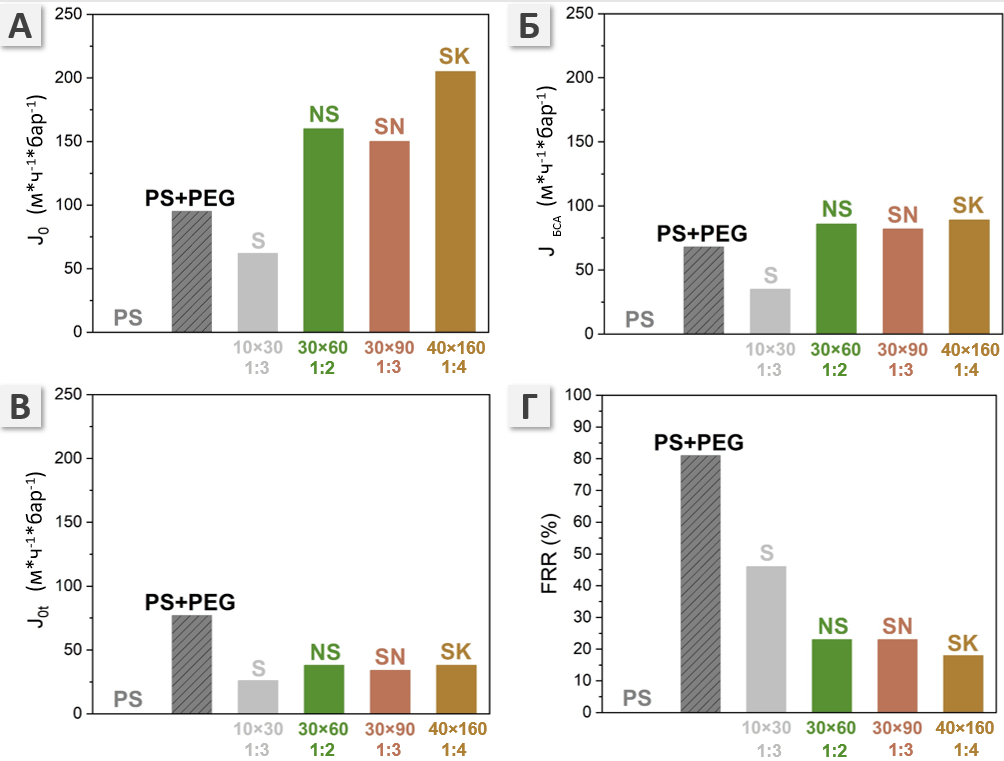 А
250
200
150
100
50
0
J0 (м*ч-1*бар-1)
PS
PS+PEG
S
NS
SN
SK
10×30
1:3
30×60
1:2
30×90
1:3
40×160
1:4
Б
250
200
150
100
50
0
J БСА (м*ч-1*бар-1)
PS
PS+PEG
S
NS
SN
SK
10×30
1:3
30×60
1:2
30×90
1:3
40×160
1:4
В
250
200
150
100
50
0
J0t (м*ч-1*бар-1)
PS
PS+PEG
S
NS
SN
SK
10×30
1:3
30×60
1:2
30×90
1:3
40×160
1:4
Г
100
90
80
70
60
50
40
30
20
10
0
FRR (%)
PS
PS+PEG
S
NS
SN
SK
10×30
1:3
30×60
1:2
30×90
1:3
40×160
1:4